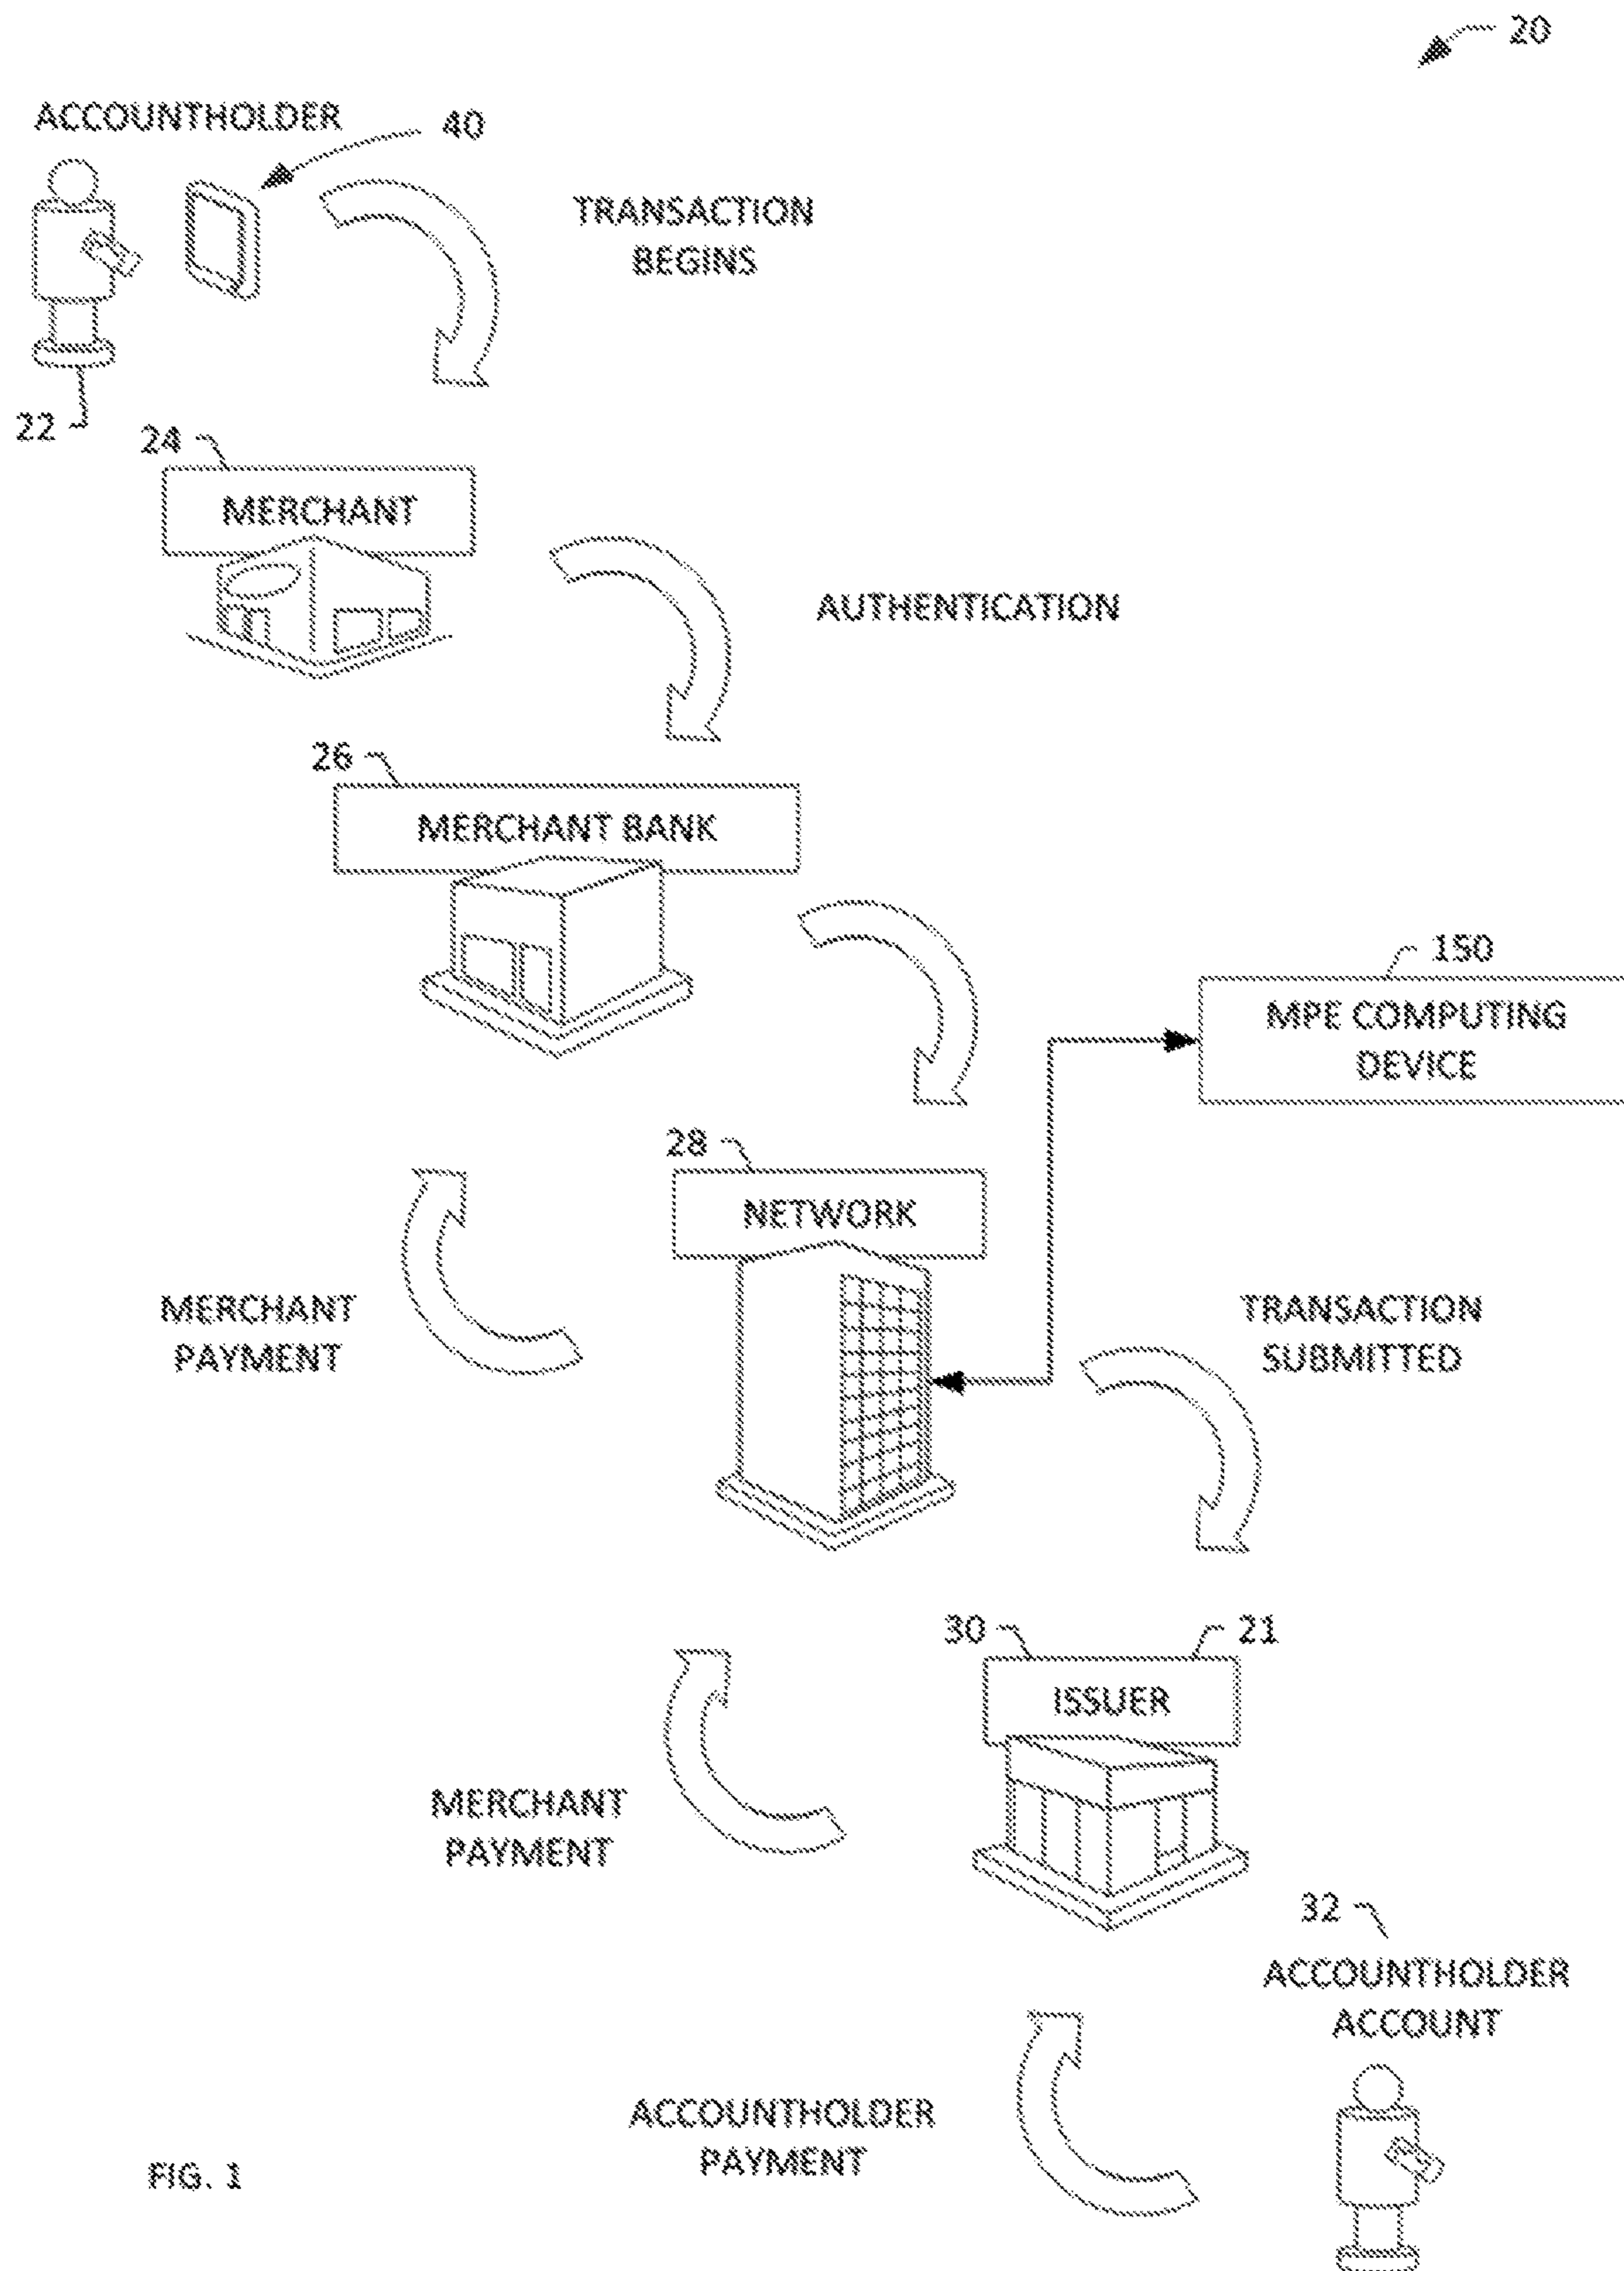 20
ACCOUNTHOLDER
40
TRANSACTION
BEGINS
22
24
MERCHANT
AUTHENTICATION
26
MERCHANT BANK
150
MPE COMPUTING
DEVICE
28
NETWORK
MERCHANT
PAYMENT
TRANSACTION
SUBMITTED
30
21
ISSUER
MERCHANT
PAYMENT
32
ACCOUNTHOLDER
ACCOUNT
ACCOUNTHOLDER
PAYMENT
FIG. 1